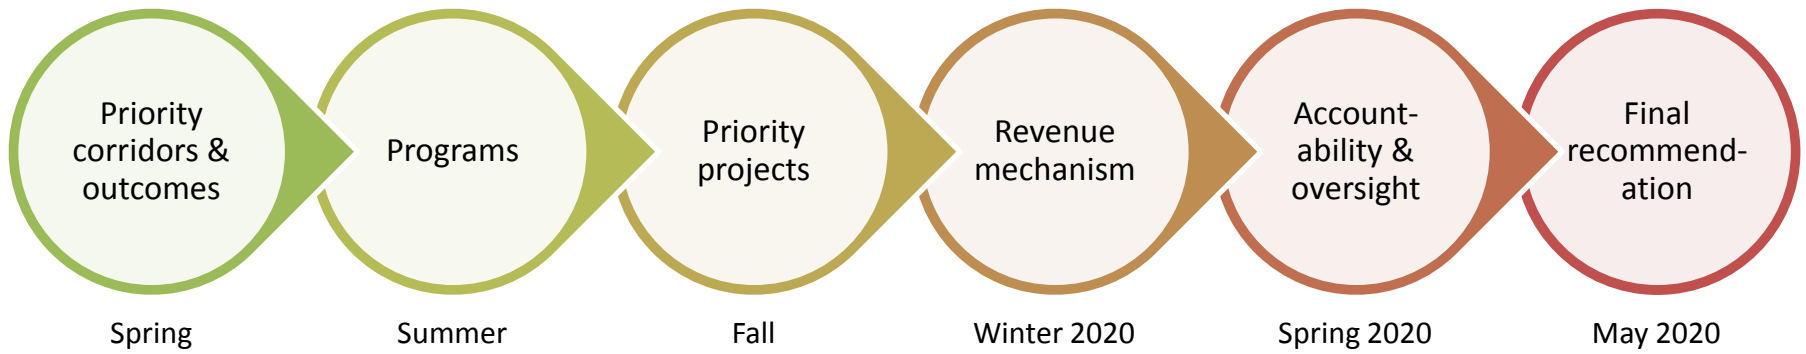 Priority
corridors &
outcomes
Programs
Priority
projects
Revenue
mechanism
Account-
ability &
oversight
Final
recommend-
ation
Spring
Summer
Fall
Winter 2020
Spring 2020
May 2020